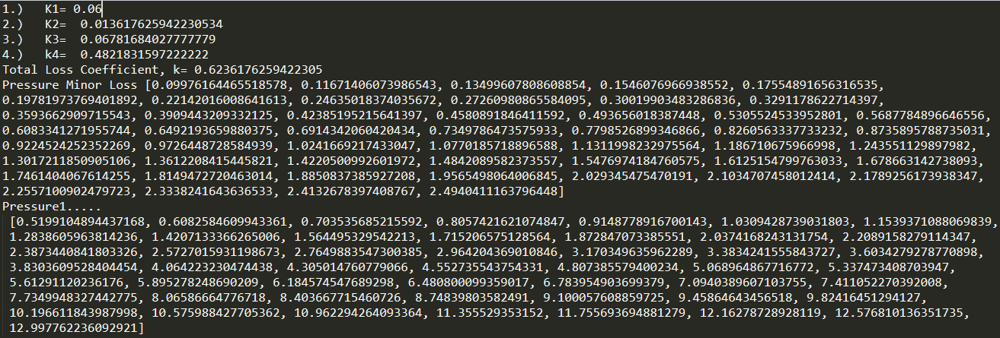 1.)   K1= 0.06
2.)   K2=  0.013617625942230534
3.)   K3=  0.06781684027777779
4.)   k4=  0.4821831597222222
Total Loss Coefficient, k= 0.6236176259422305
Pressure Minor Loss [0.09976164465518578, 0.11671406073986543, 0.13499607808608854, 0.1546076966938552, 0.17554891656316535,
0.19781973769401892, 0.22142016008641613, 0.24635018374035672, 0.27260980865584095, 0.30019903483286836, 0.3291178622714397,
0.3593662909715543, 0.3909443209332125, 0.42385195215641397, 0.4580891846411592, 0.493656018387448, 0.5305524533952801, 0.5687784896646556,
0.6083341271955744, 0.6492193659880375, 0.6914342060420434, 0.7349786473575933, 0.7798526899346866, 0.8260563337733232, 0.8735895788735031,
0.9224524252352269, 0.9726448728584939, 1.0241669217433047, 1.0770185718896588, 1.1311998232975564, 1.186710675966998, 1.243551129897982,
1.3017211850905106, 1.3612208415445821, 1.4220500992601972, 1.4842089582373557, 1.5476974184760575, 1.6125154799763033, 1.678663142738093,
1.7461404067614255, 1.8149472720463014, 1.8850837385927208, 1.9565498064006845, 2.029345475470191, 2.1034707458012414, 2.1789256173938347,
2.2557100902479723, 2.3338241643636533, 2.4132678397408767, 2.4940411163796448]
Pressure1.....
[0.5199104894437168, 0.6082584609943361, 0.703535685215592, 0.8057421621074847, 0.9148778916700143, 1.0309428739031803, 1.1539371088069839,
1.2838605963814236, 1.4207133366265006, 1.564495329542213, 1.715206575128564, 1.872847073385551, 2.0374168243131754, 2.2089158279114347,
2.3873440841803326, 2.5727015931198673, 2.7649883547300385, 2.964204369010846, 3.170349635962289, 3.3834241555843727, 3.6034279278770898,
3.8303609528404454, 4.064223230474438, 4.305014760779066, 4.552735543754331, 4.807385579400234, 5.068964867716772, 5.337473408703947,
5.61291120236176, 5.895278248690209, 6.184574547689298, 6.480800099359017, 6.783954903699379, 7.0940389607103755, 7.411052270392008,
7.7349948327442775, 8.06586664776718, 8.403667715460726, 8.74839803582491, 9.100057608859725, 9.45864643456518, 9.82416451294127,
10.196611843987998, 10.575988427705362, 10.962294264093364, 11.355529353152, 11.755693694881279, 12.16278728928119, 12.576810136351735,
12.997762236092921]